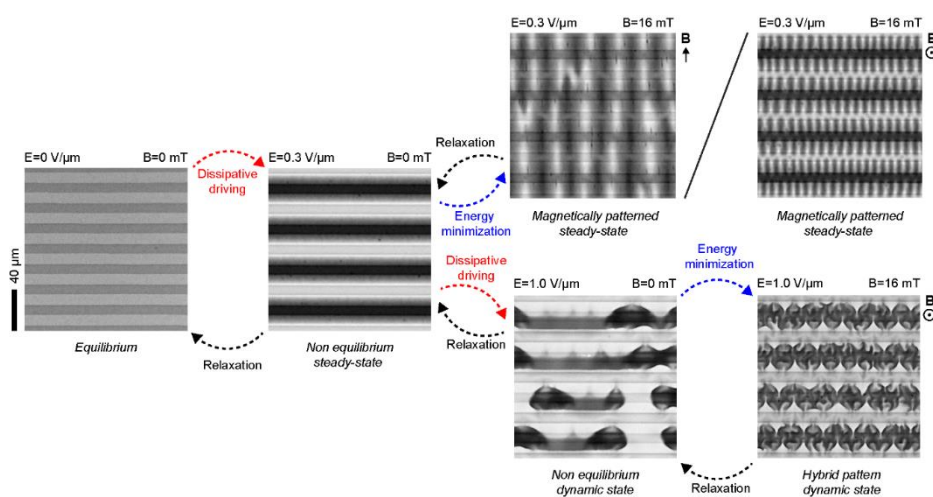 E=0.3 V/µm B=16 mT
B
E=0.3 V/µm B=16 mT
B
Relaxation
E=0 V/µm B=0 mT
Dissipative
driving
E=0.3 V/µm B=0 mT
Energy
minimization
Magnetically patterned
steady-state
Magnetically patterned
steady-state
40 µm
Dissipative
driving
Energy
minimization
E=1.0 V/µm B=0 mT
E=1.0 V/µm B=16 mT
B
Equilibrium
Relaxation
Non equilibrium
steady-state
Relaxation
Non equilibrium
dynamic state
Relaxation
Hybrid pattern
dynamic state